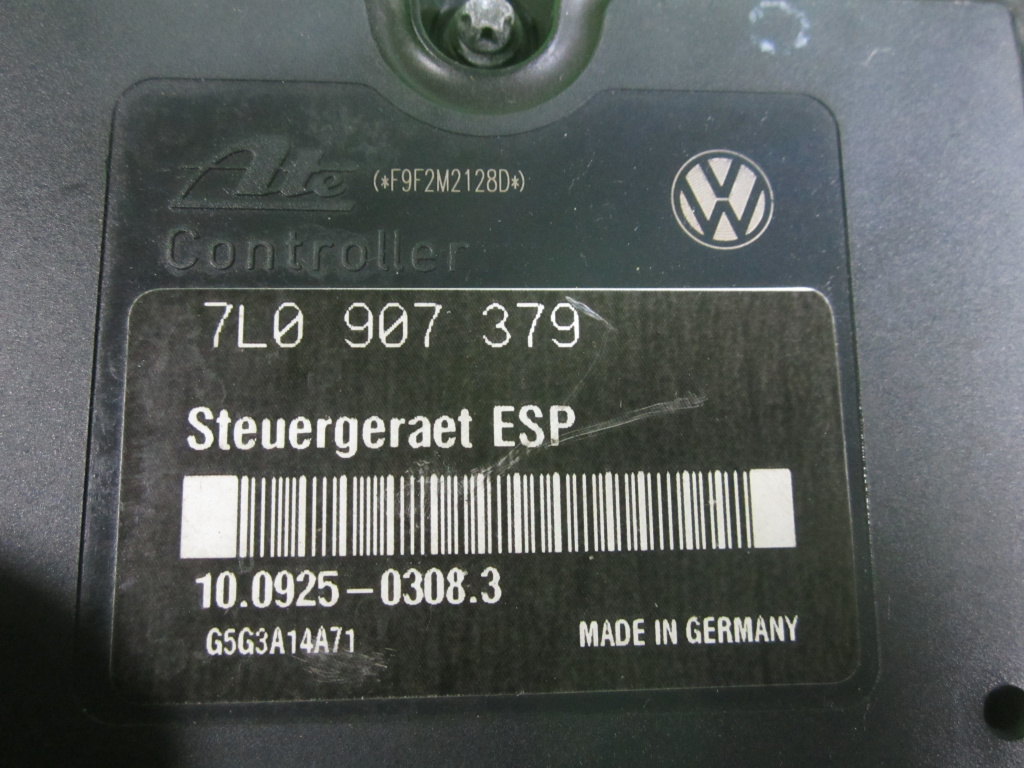 Ate (*F9F2M2128D*)
Controller
7L0 907 379
Steuergeraet ESP
10.0925-0308.3
G5G3A14A71
MADE IN GERMANY